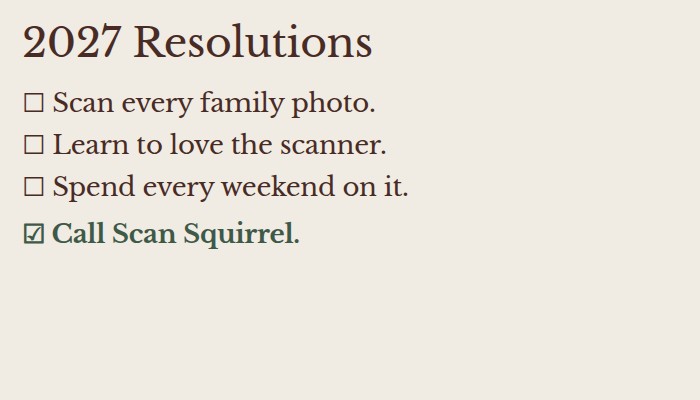 2027 Resolutions
☐ Scan every family photo.
☐ Learn to love the scanner.
☐ Spend every weekend on it.
☑ Call Scan Squirrel.